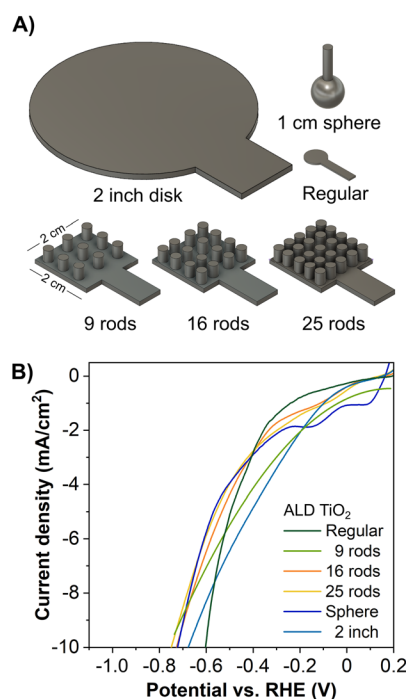 A)
1 cm sphere
2 inch disk
Regular
2 cm
2 cm
9 rods
16 rods
25 rods
B)
0
-2
-4
-6
-8
-10
Current density (mA/cm²)
ALD TiO₂
Regular
9 rods
16 rods
25 rods
Sphere
2 inch
-1.0 -0.8 -0.6 -0.4 -0.2 0 0.2
Potential vs. RHE (V)